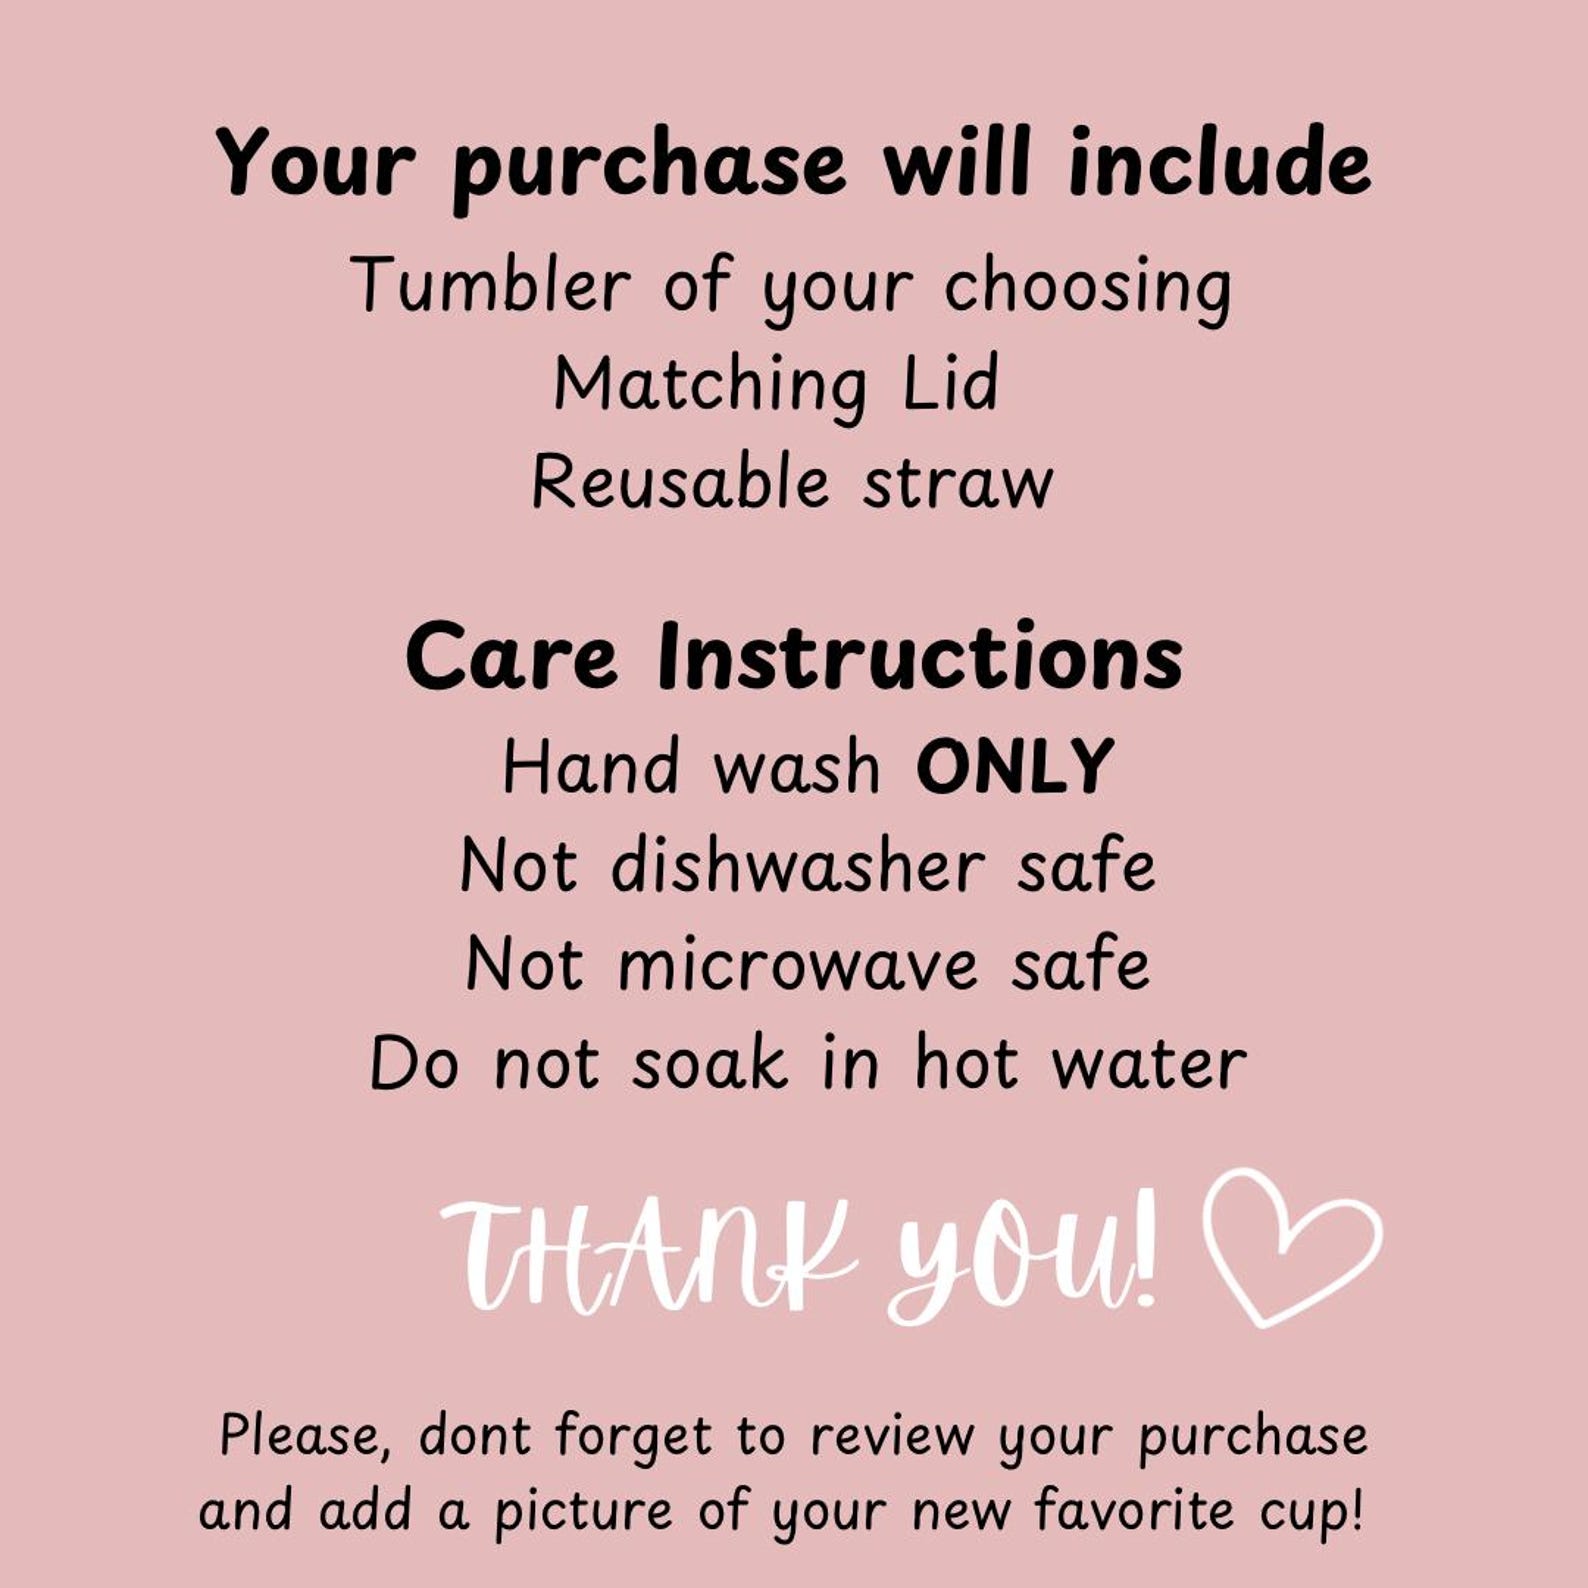 Your purchase will include
Tumbler of your choosing
Matching Lid
Reusable straw
Care Instructions
Hand wash ONLY
Not dishwasher safe
Not microwave safe
Do not soak in hot water
THANK YOU!
Please, dont forget to review your purchase
and add a picture of your new favorite cup!